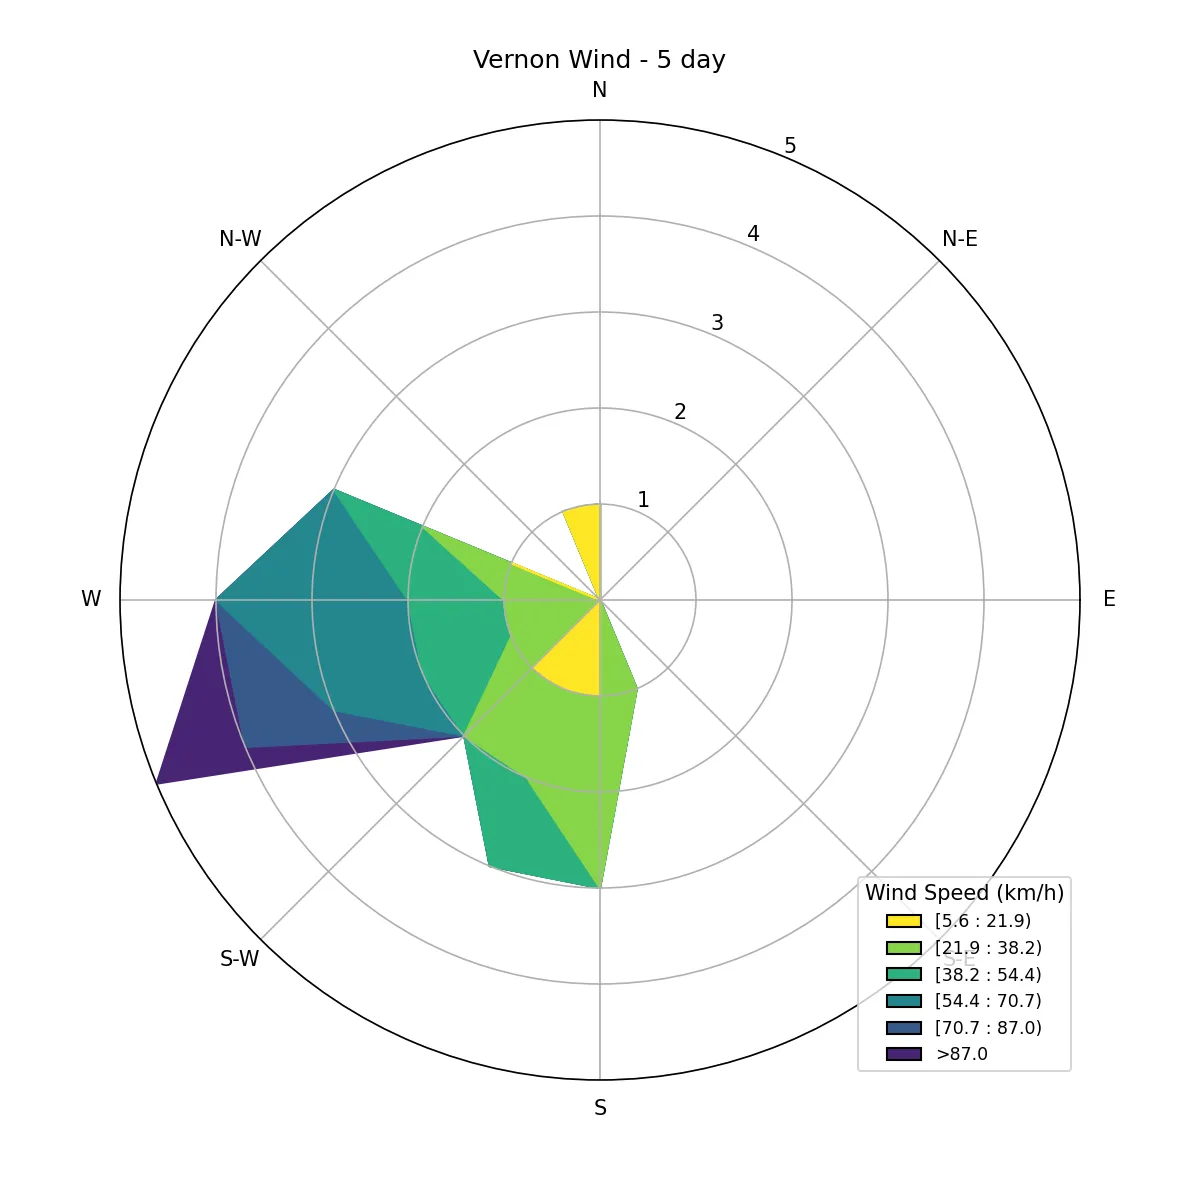 Vernon Wind - 5 day
N
5
N-W
N-E
4
3
2
1
W
E
S-W
S-E
Wind Speed (km/h)
[5.6 : 21.9)
[21.9 : 38.2)
[38.2 : 54.4)
[54.4 : 70.7)
[70.7 : 87.0)
>87.0
S